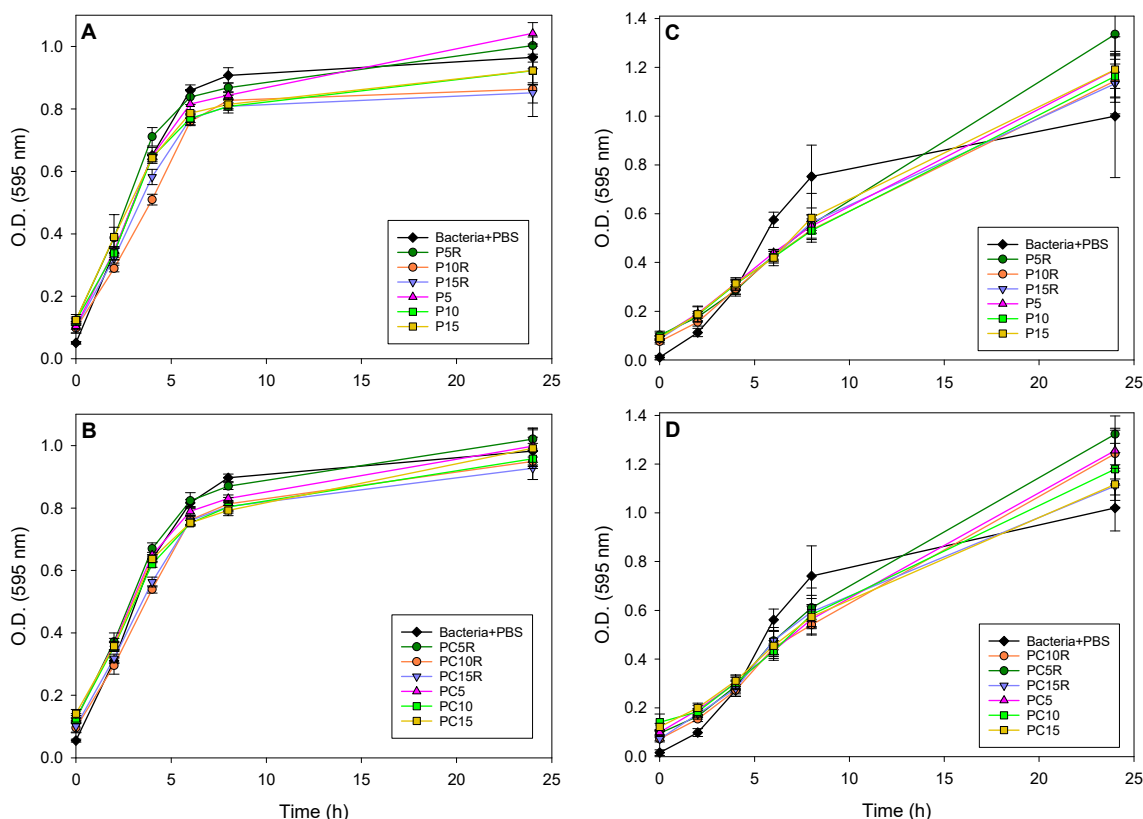 A
O.D. (595 nm)
1.0
0.8
0.6
0.4
0.2
0.0
0 5 10 15 20 25
Bacteria+PBS
P5R
P10R
P15R
P5
P10
P15
C
O.D. (595 nm)
1.4
1.2
1.0
0.8
0.6
0.4
0.2
0.0
0 5 10 15 20 25
Bacteria+PBS
P5R
P10R
P15R
P5
P10
P15
B
O.D. (595 nm)
1.0
0.8
0.6
0.4
0.2
0.0
0 5 10 15 20 25
Time (h)
Bacteria+PBS
PC5R
PC10R
PC15R
PC5
PC10
PC15
D
O.D. (595 nm)
1.4
1.2
1.0
0.8
0.6
0.4
0.2
0.0
0 5 10 15 20 25
Time (h)
Bacteria+PBS
PC10R
PC5R
PC15R
PC5
PC10
PC15